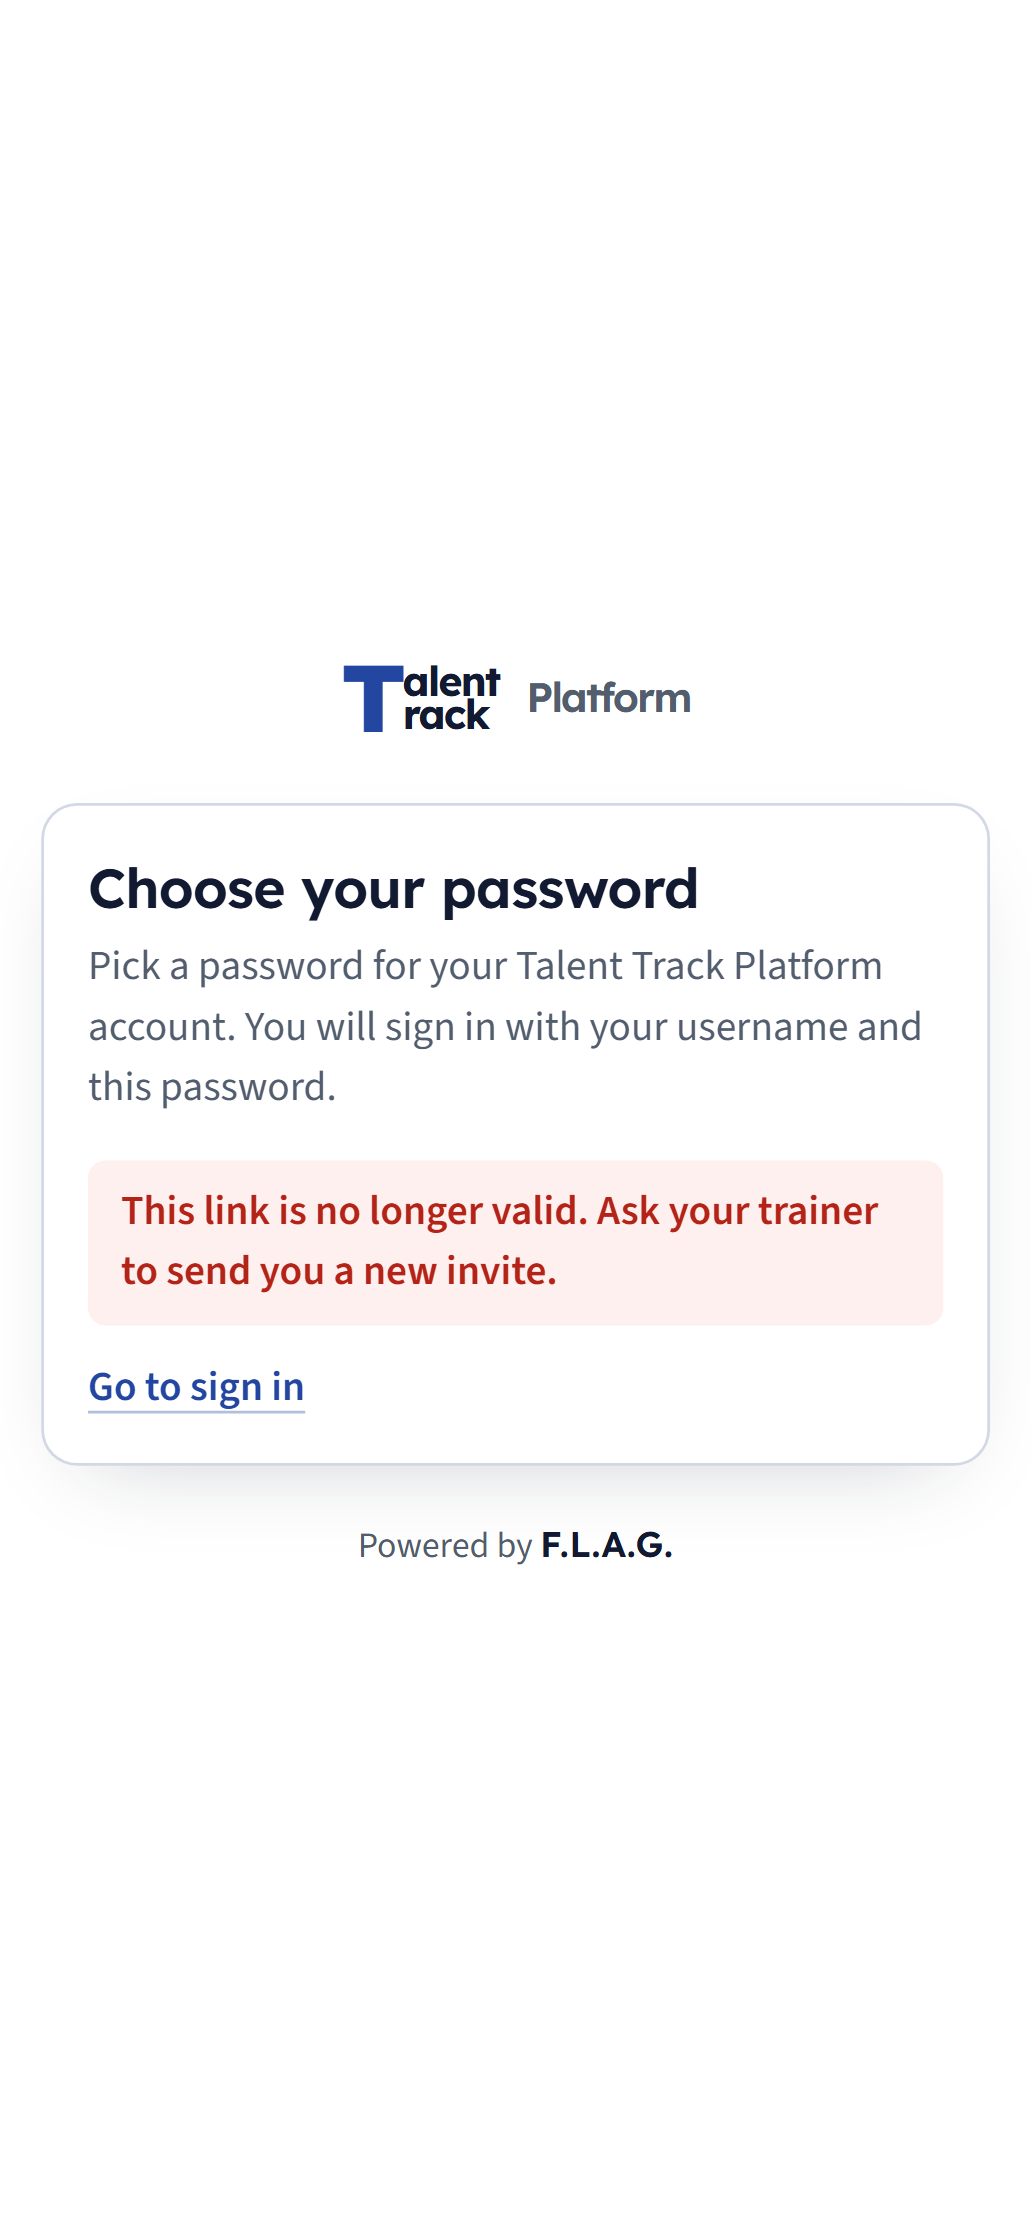 Talent
Track
Platform
Choose your password
Pick a password for your Talent Track Platform
account. You will sign in with your username and
this password.
This link is no longer valid. Ask your trainer
to send you a new invite.
Go to sign in
Powered by F.L.A.G.